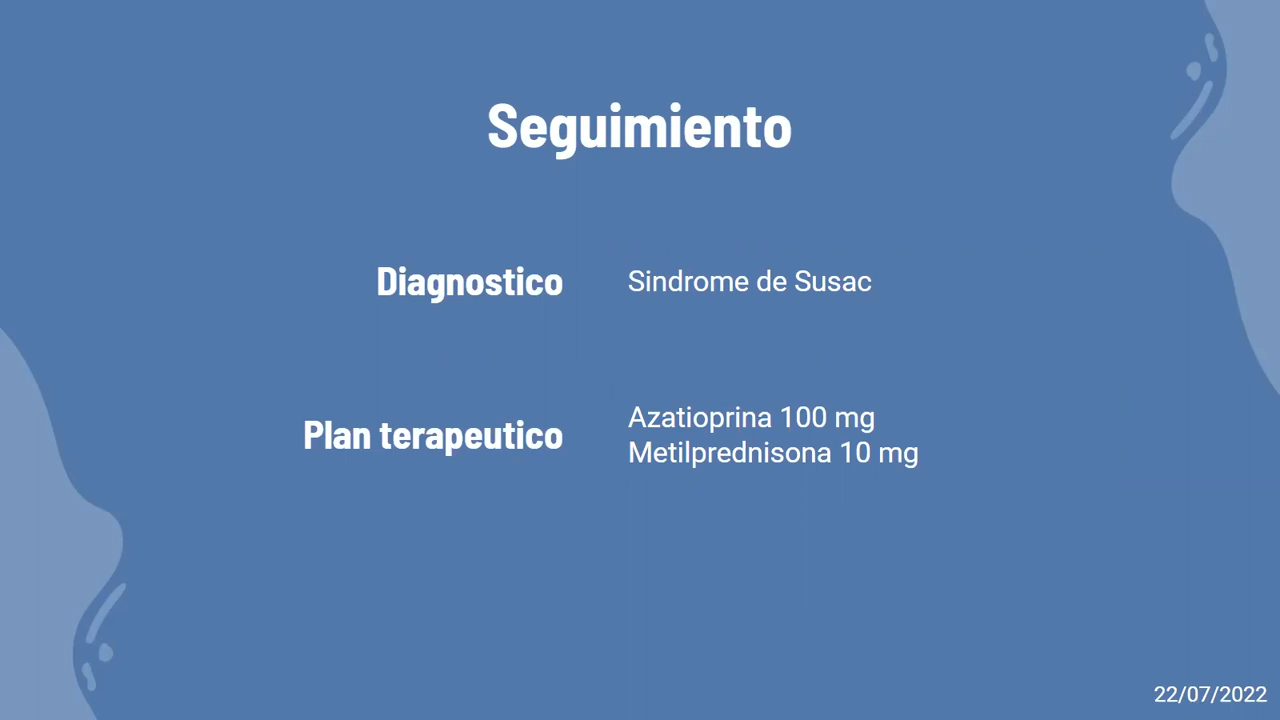 Seguimiento
Diagnostico
Sindrome de Susac
Plan terapeutico
Azatioprina 100 mg
Metilprednisona 10 mg
22/07/2022